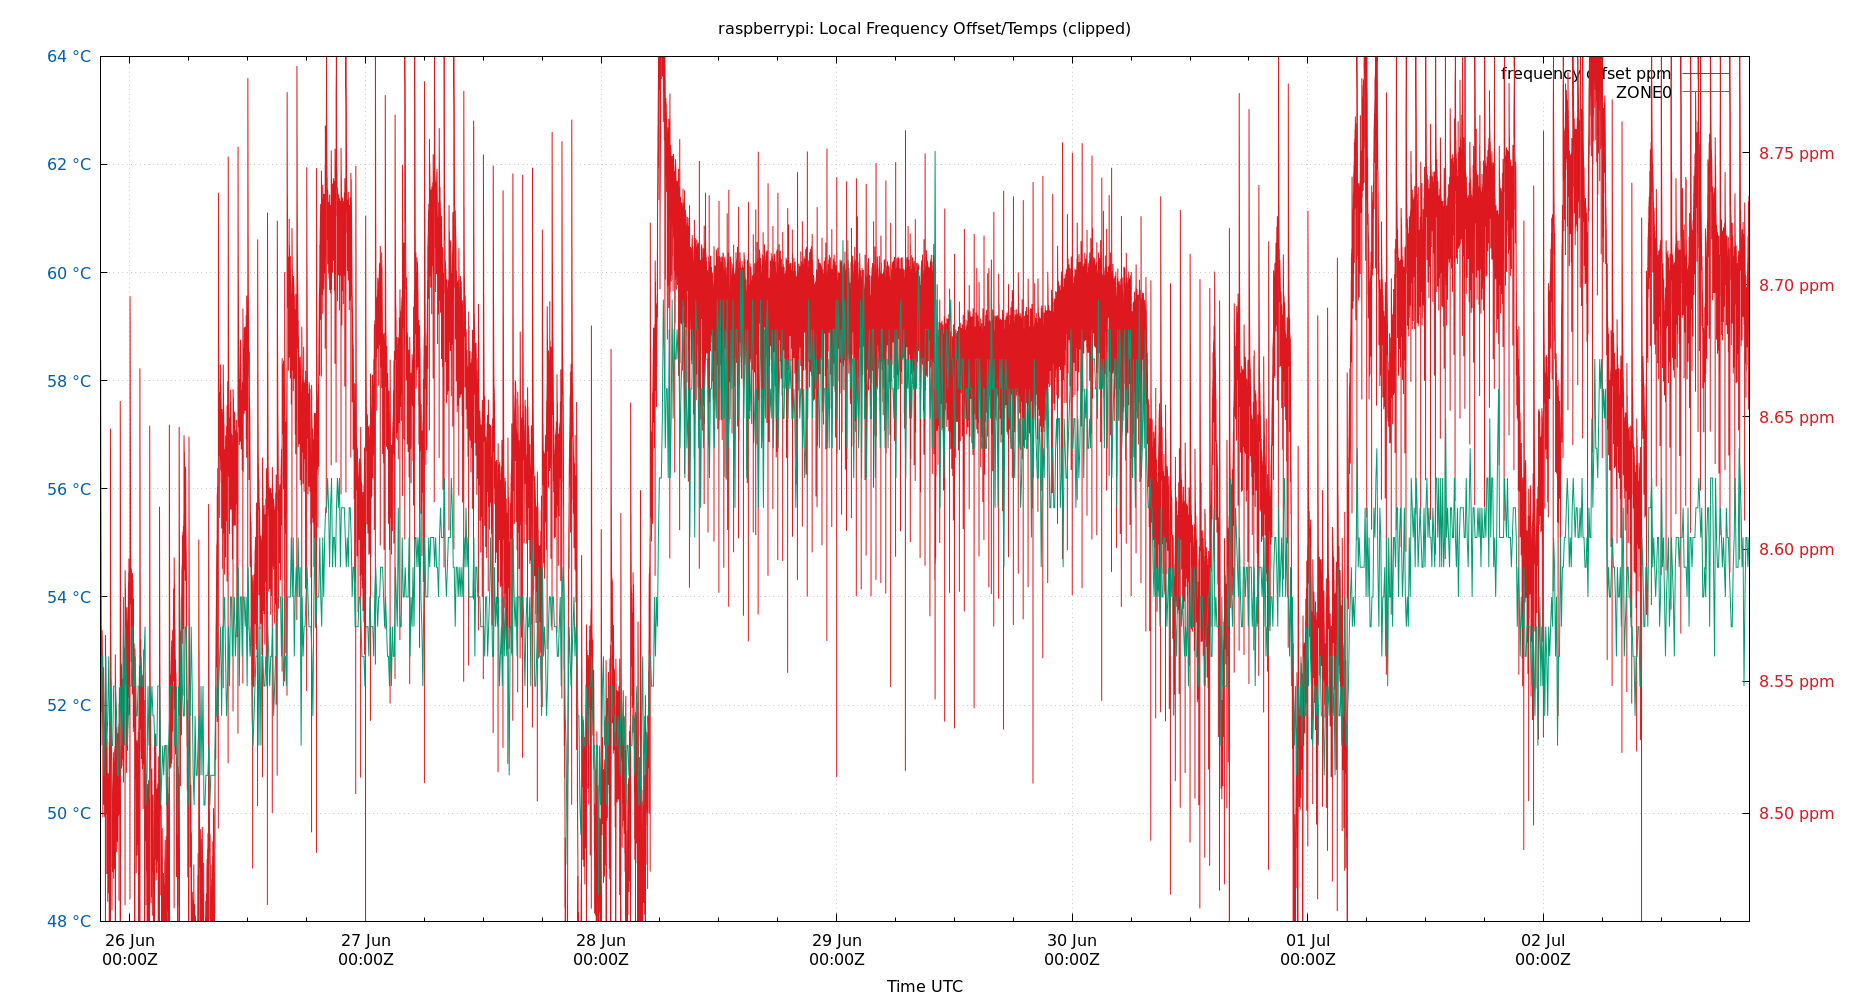 raspberrypi: Local Frequency Offset/Temps (clipped)
64 °C
62 °C
60 °C
58 °C
56 °C
54 °C
52 °C
50 °C
48 °C
frequency offset ppm
ZONE0
8.75 ppm
8.70 ppm
8.65 ppm
8.60 ppm
8.55 ppm
8.50 ppm
26 Jun 27 Jun 28 Jun 29 Jun 30 Jun 01 Jul 02 Jul
00:00Z 00:00Z 00:00Z 00:00Z 00:00Z 00:00Z 00:00Z
Time UTC